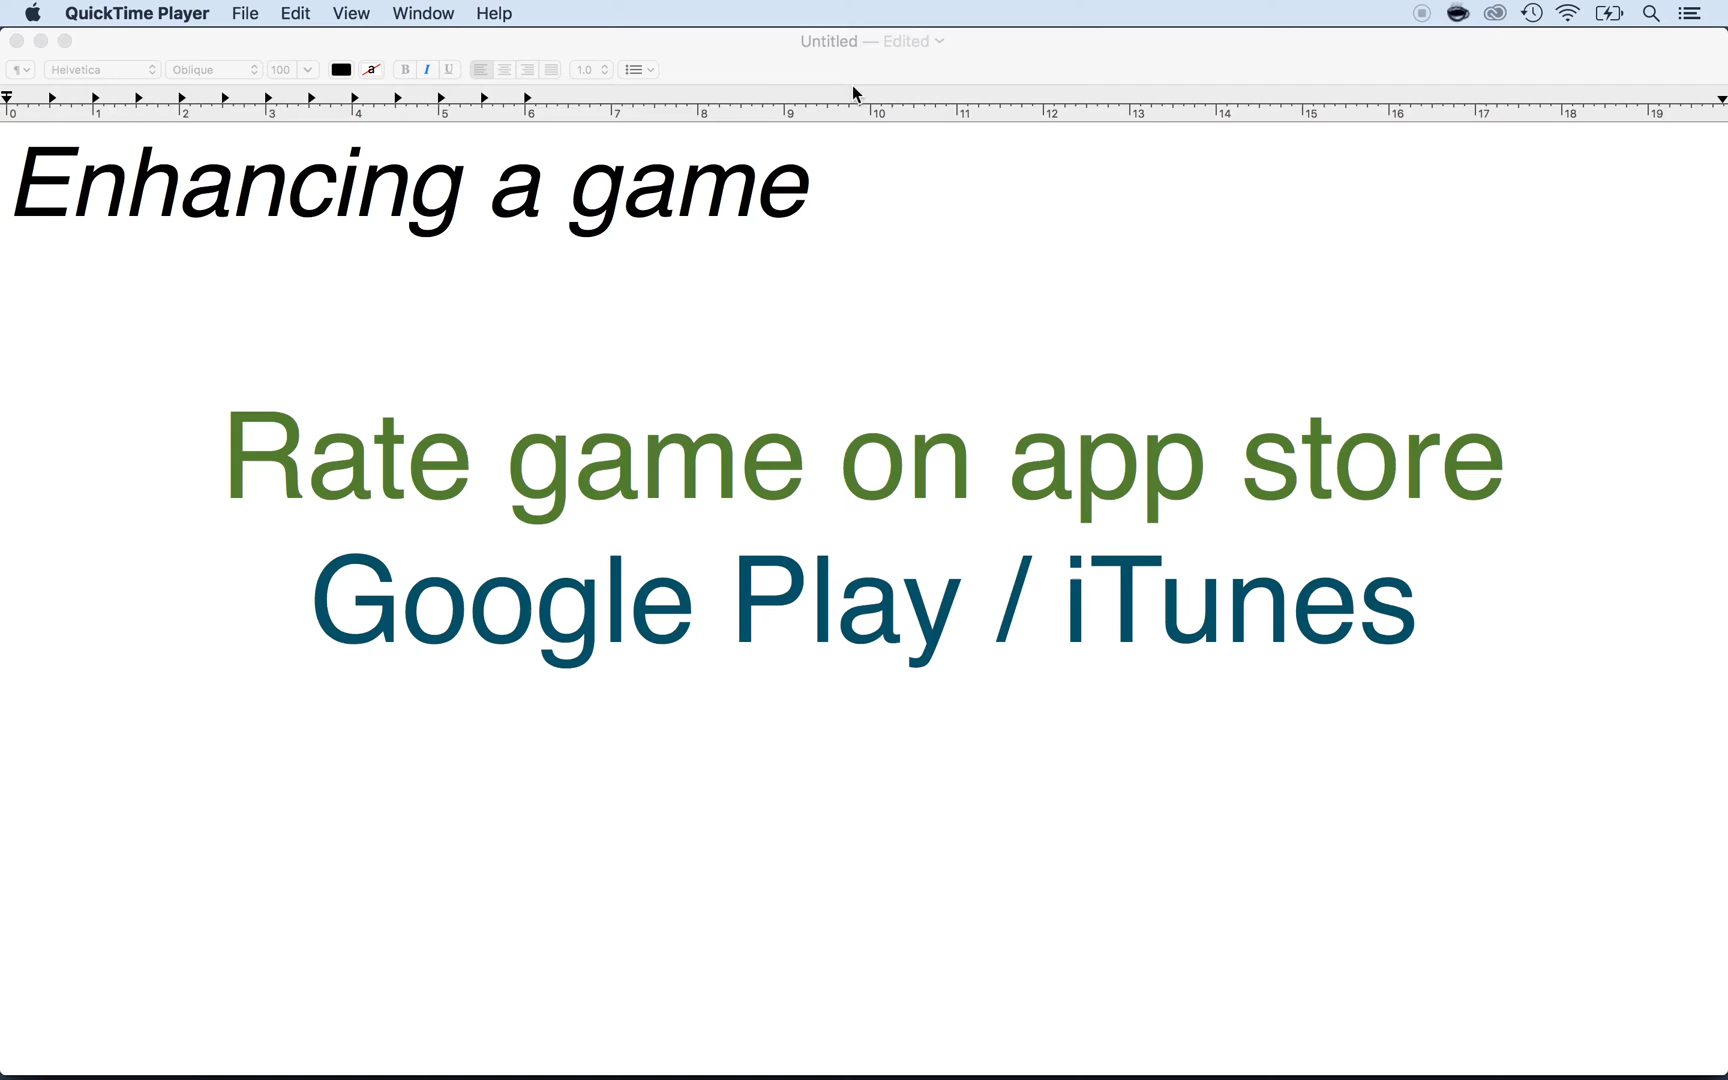 QuickTime Player File Edit View Window Help
Untitled — Edited
¶ Helvetica Oblique 100 a B I U 1.0
0 1 2 3 4 5 6 7 8 9 10 11 12 13 14 15 16 17 18 19
Enhancing a game
Rate game on app store
Google Play / iTunes